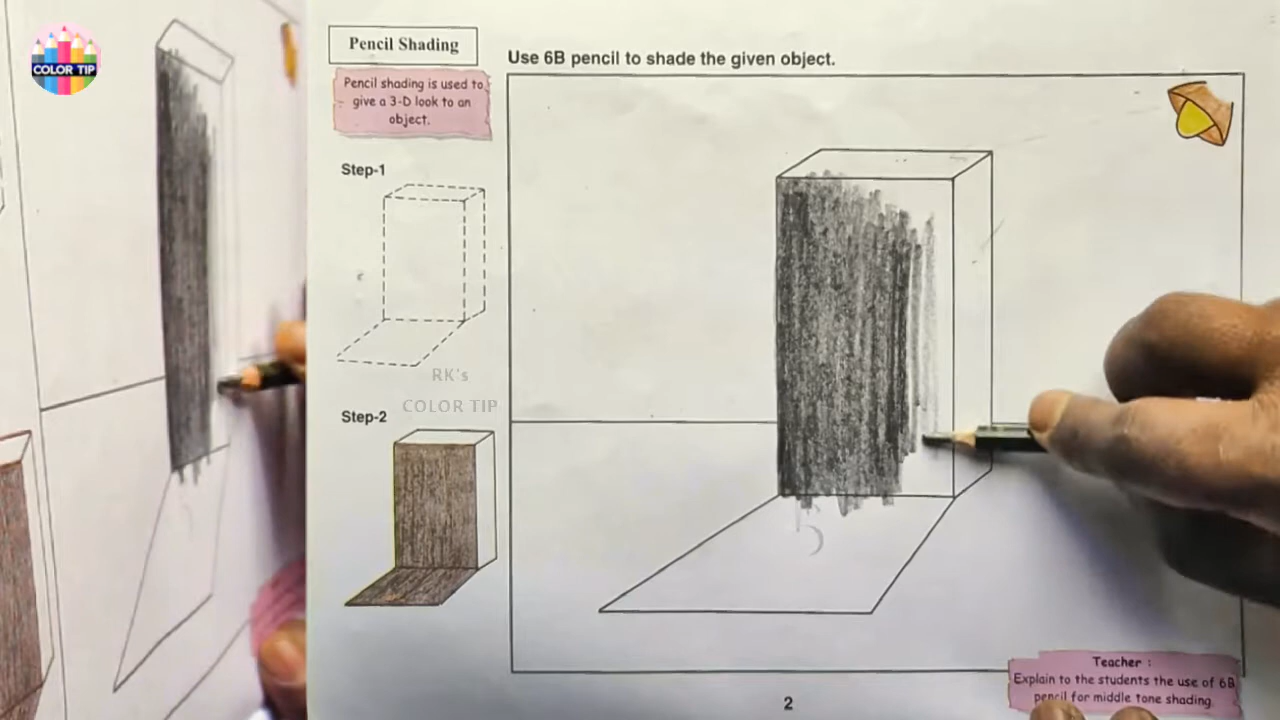 COLOR TIP
Pencil Shading
Use 6B pencil to shade the given object.
Pencil shading is used to
give a 3-D look to an
object.
Step-1
RK's
COLOR TIP
Step-2
Teacher :
Explain to the students the use of 6B
pencil for middle tone shading.
2